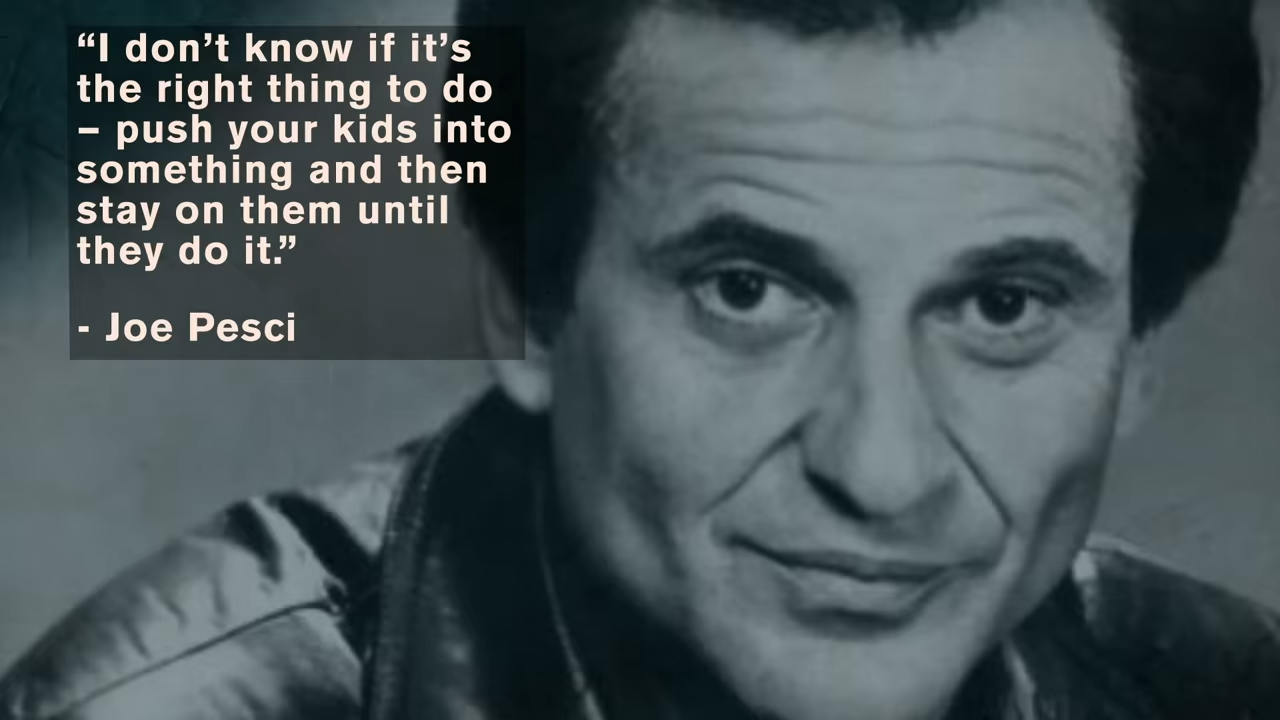 “I don’t know if it’s
the right thing to do
– push your kids into
something and then
stay on them until
they do it.”
- Joe Pesci